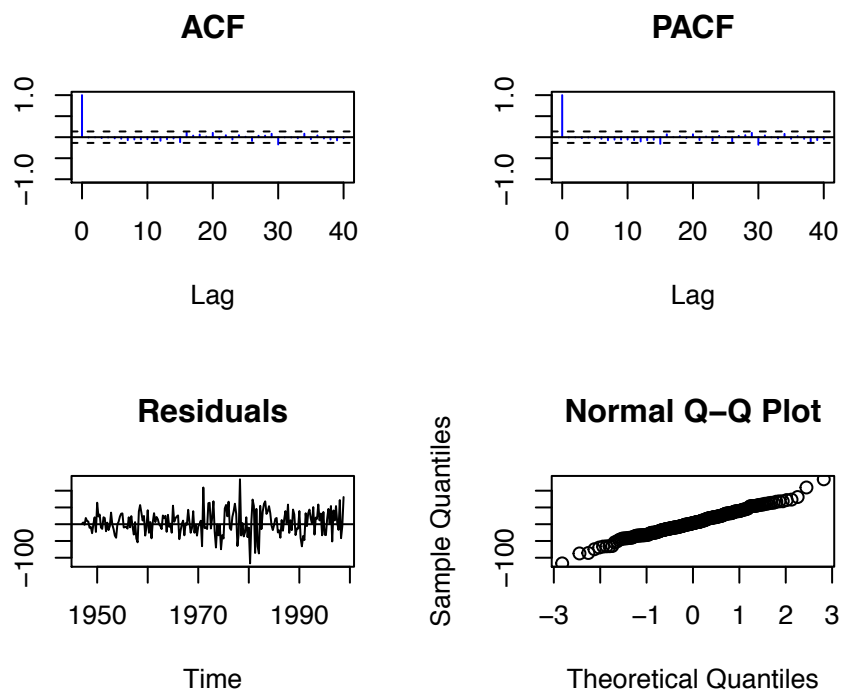 ACF
1.0
−1.0
0 10 20 30 40
Lag
PACF
1.0
−1.0
0 10 20 30 40
Lag
Residuals
−100
1950 1970 1990
Time
Normal Q−Q Plot
Sample Quantiles
−100
−3 −1 0 1 2 3
Theoretical Quantiles